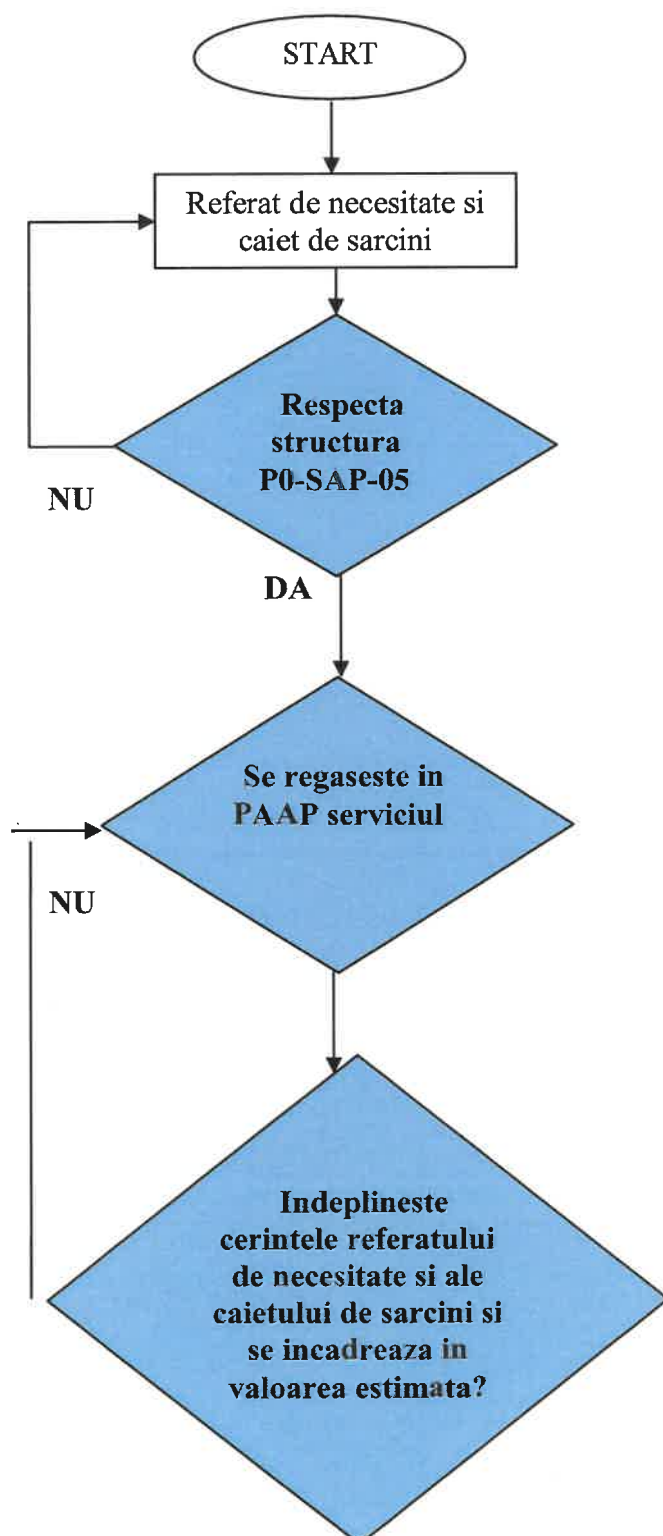 START
Referat de necesitate si
caiet de sarcini
Respecta
structura
P0-SAP-05
NU
DA
Se regaseste in
PAAP serviciul
NU
Indeplineste
cerintele referatului
de necesitate si ale
caietului de sarcini si
se incadreaza in
valoarea estimata?